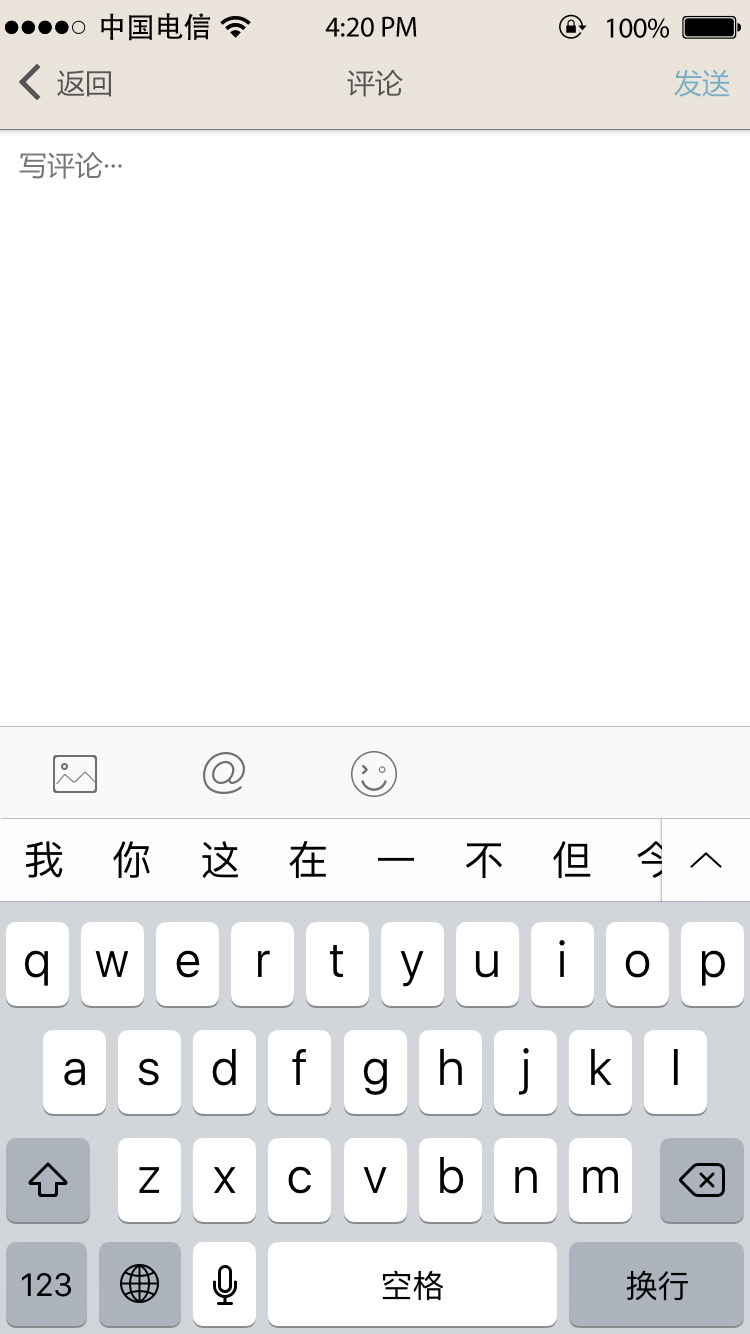 中国电信 4:20 PM 100%
返回 评论 发送
写评论···
@
我 你 这 在 一 不 但 今
q w e r t y u i o p
a s d f g h j k l
z x c v b n m
123 空格 换行